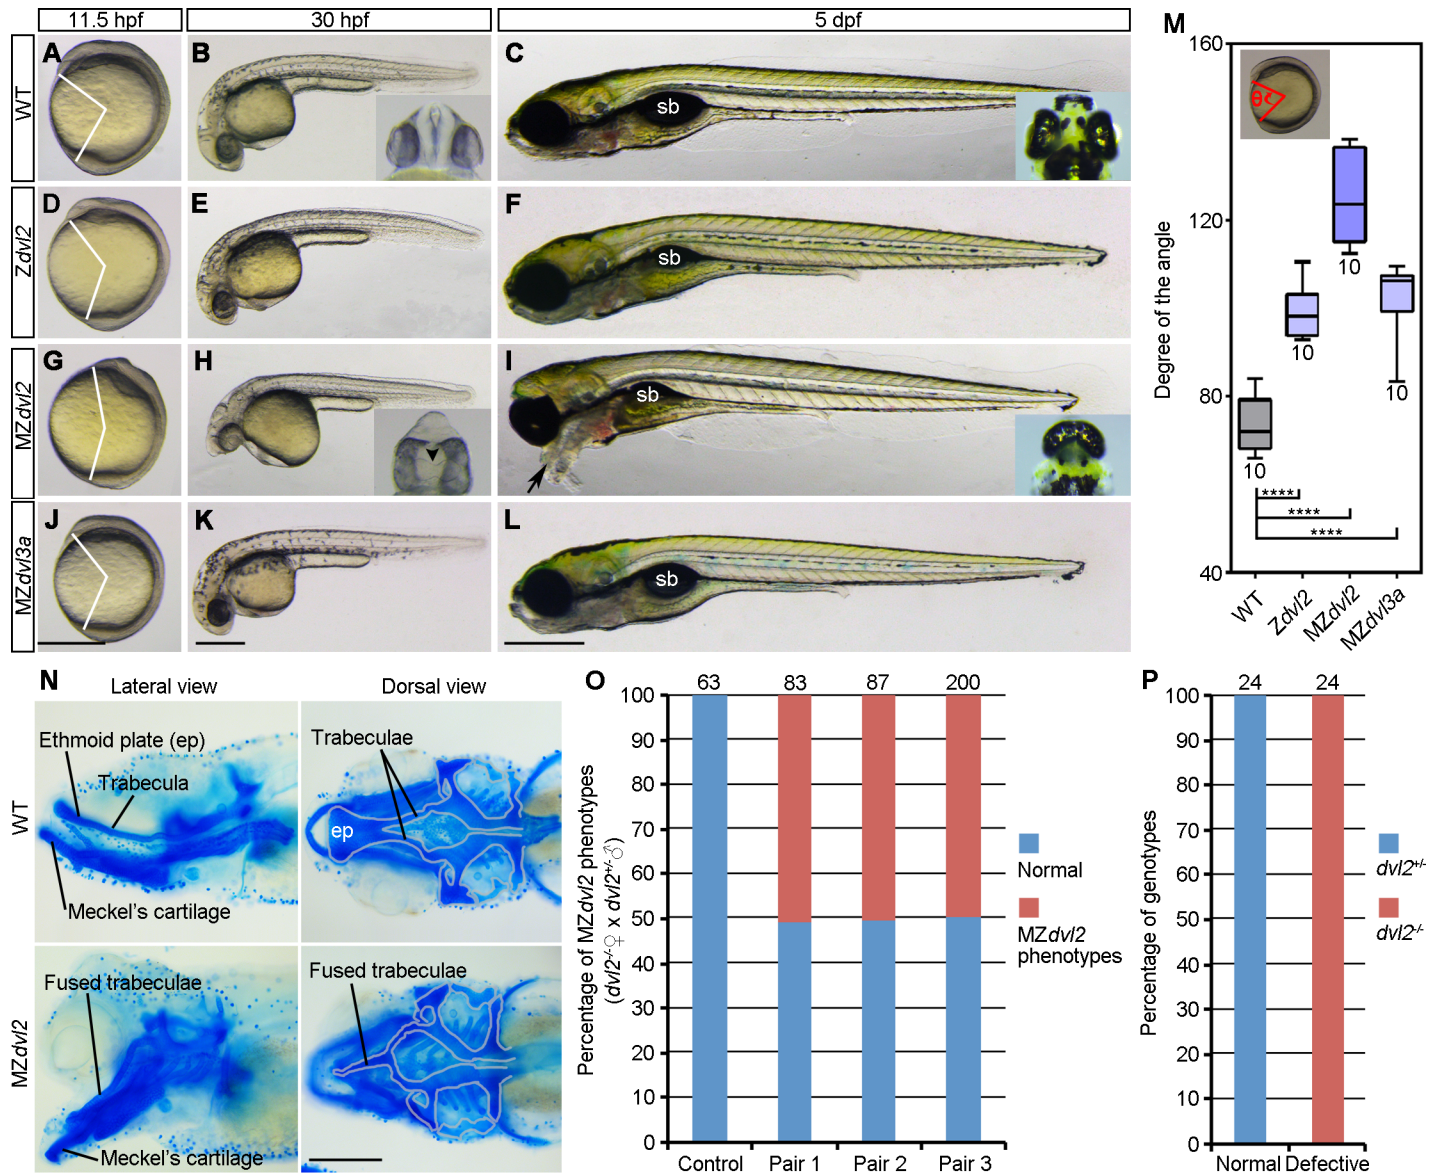 11.5 hpf
30 hpf
5 dpf
WT
A
B
C
sb
Zdvl2
D
E
F
sb
MZdvl2
G
H
I
sb
MZdvl3a
J
K
L
sb
M
Degree of the angle
160
120
80
40
θ
10
10
10
10
****
****
****
WT
Zdvl2
MZdvl2
MZdvl3a
N
Lateral view
Dorsal view
WT
Ethmoid plate (ep)
Trabecula
Meckel's cartilage
Trabeculae
ep
MZdvl2
Fused trabeculae
Meckel's cartilage
Fused trabeculae
O
Percentage of MZdvl2 phenotypes
(dvl2-/-♀ x dvl2+/-♂)
63
83
87
200
100
90
80
70
60
50
40
30
20
10
0
Control
Pair 1
Pair 2
Pair 3
Normal
MZdvl2
phenotypes
P
Percentage of genotypes
24
24
100
90
80
70
60
50
40
30
20
10
0
Normal
Defective
dvl2+/-
dvl2-/-